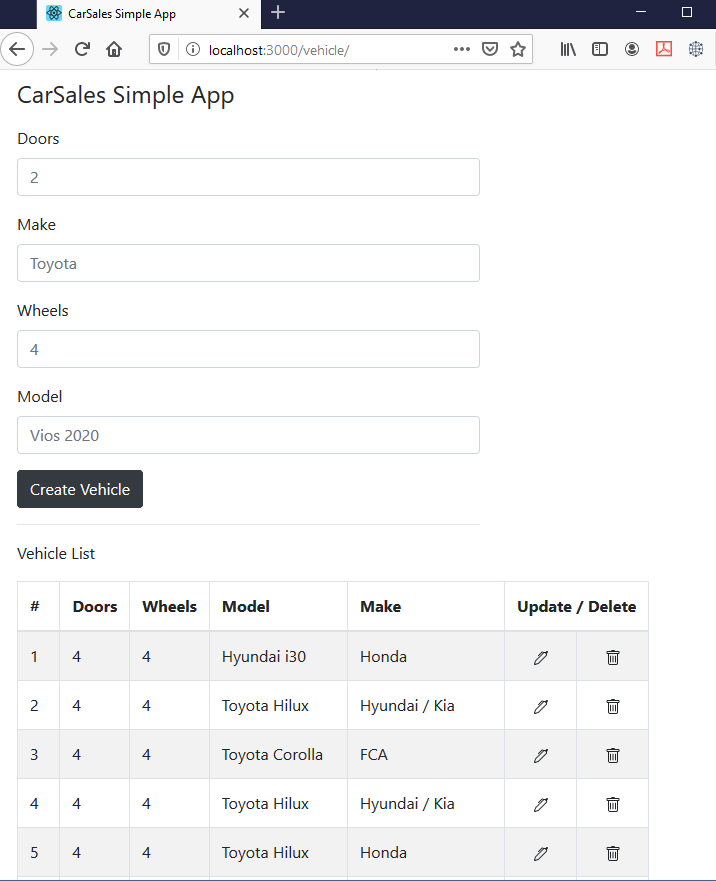 CarSales Simple App
localhost:3000/vehicle/
CarSales Simple App
Doors
2
Make
Toyota
Wheels
4
Model
Vios 2020
Create Vehicle
Vehicle List
# Doors Wheels Model Make Update / Delete
1 4 4 Hyundai i30 Honda
2 4 4 Toyota Hilux Hyundai / Kia
3 4 4 Toyota Corolla FCA
4 4 4 Toyota Hilux Hyundai / Kia
5 4 4 Toyota Hilux Honda